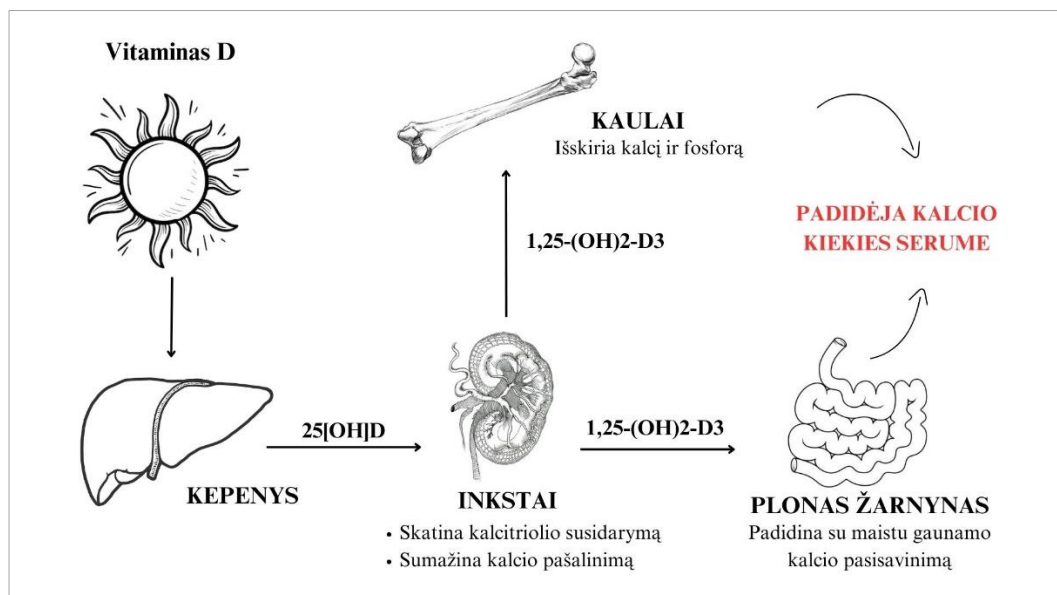 Vitaminas D
KAULAI
Išskiria kalcį ir fosforą
PADIDĖJA KALCIO
KIEKIES SERUME
1,25-(OH)2-D3
25[OH]D
1,25-(OH)2-D3
KEPENYS
INKSTAI
• Skatina kalcitriolio susidarymą
• Sumažina kalcio pašalinimą
PLONAS ŽARNYNAS
Padidina su maistu gaunamo
kalcio pasisavinimą